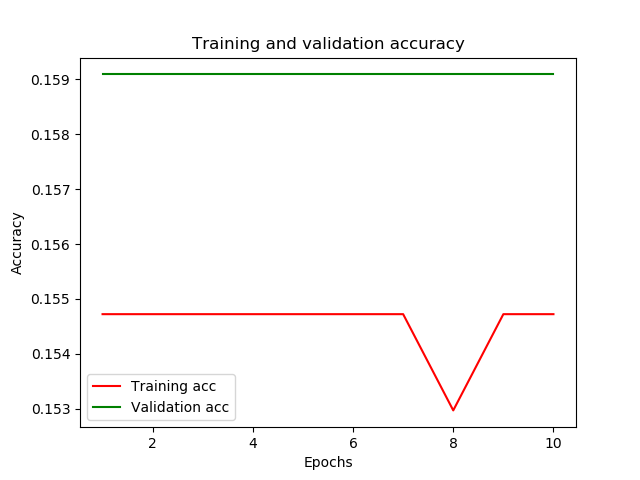 Training and validation accuracy
0.159
0.158
0.157
0.156
0.155
0.154
0.153
Accuracy
Training acc
Validation acc
2 4 6 8 10
Epochs